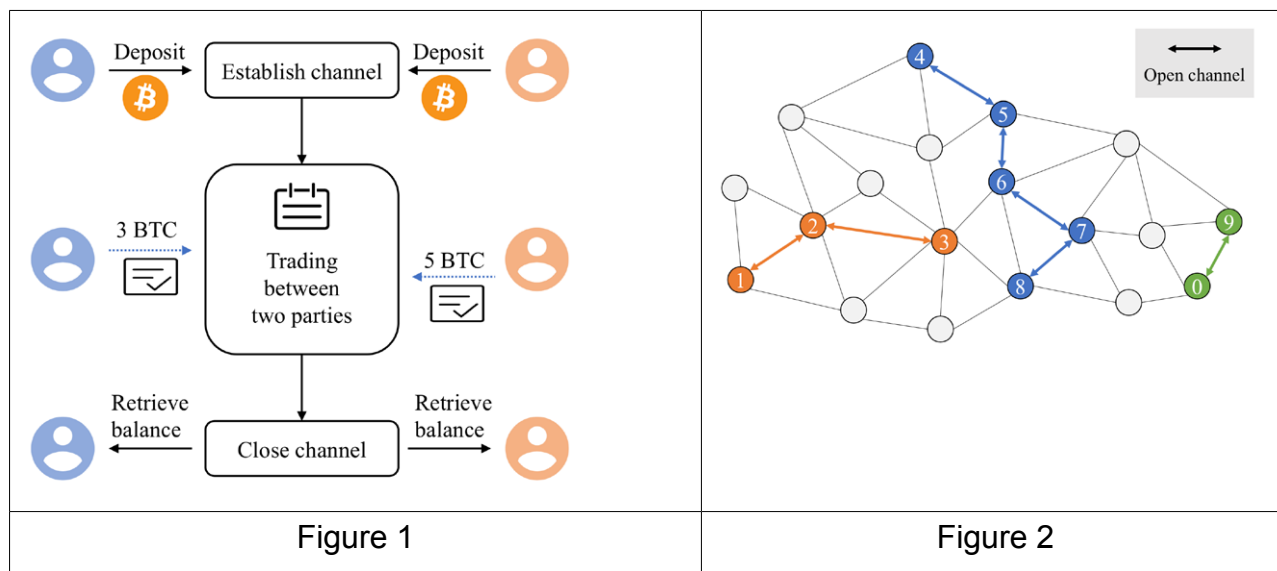 Deposit
Deposit
Establish channel
3 BTC
5 BTC
Trading
between
two parties
Retrieve
balance
Retrieve
balance
Close channel
Figure 1
Open channel
4
5
6
2
3
7
9
1
8
0
Figure 2